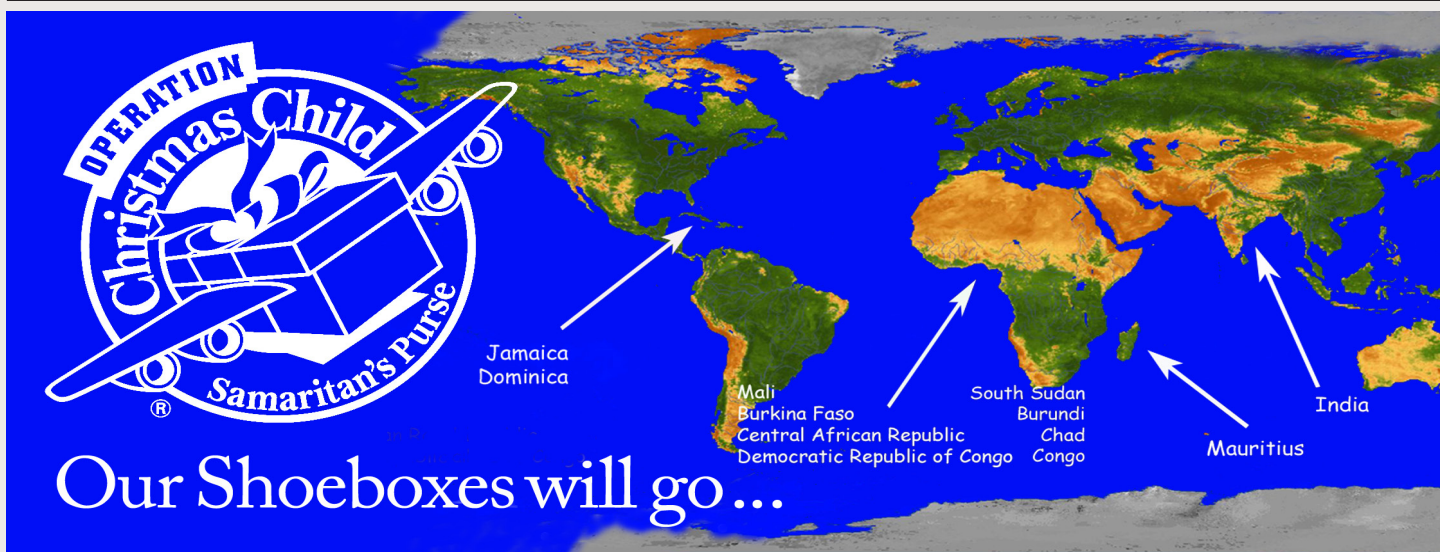 OPERATION
Christmas Child
Samaritan's Purse
®
Jamaica
Dominica
Mali
Burkina Faso
Central African Republic
Democratic Republic of Congo
South Sudan
Burundi
Chad
Congo
Mauritius
India
Our Shoeboxes will go...